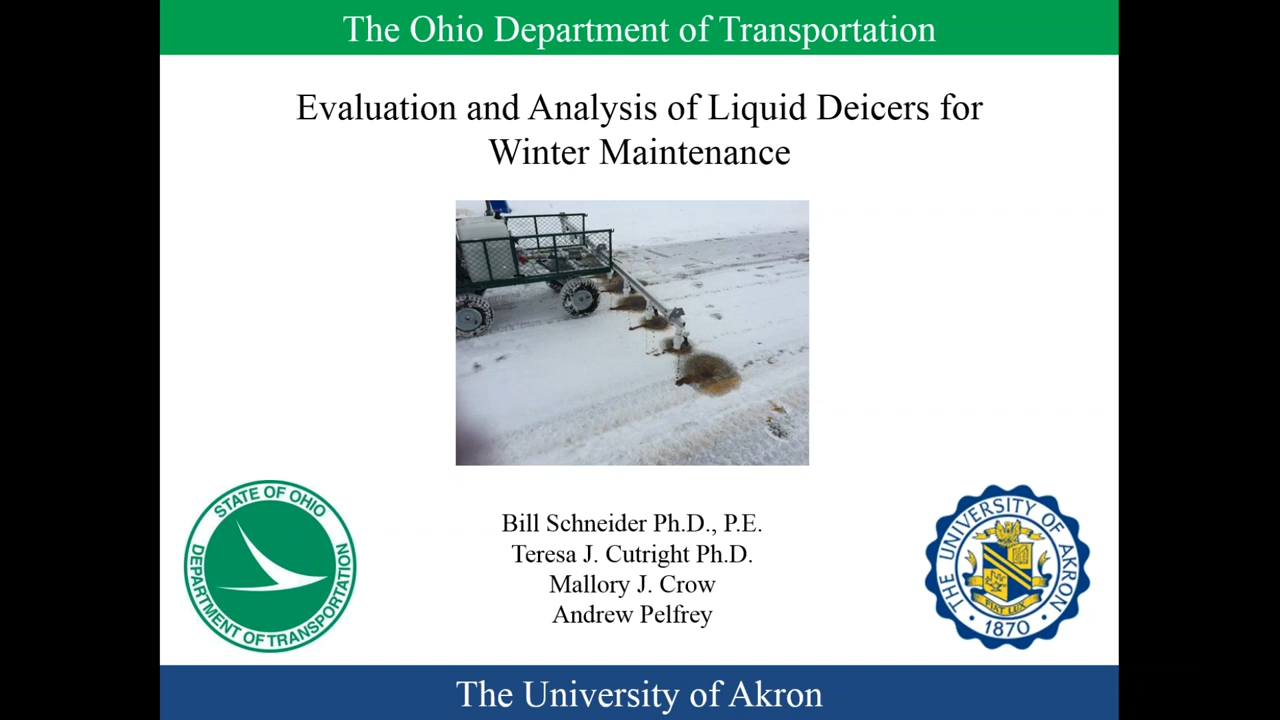 The Ohio Department of Transportation
Evaluation and Analysis of Liquid Deicers for
Winter Maintenance
STATE OF OHIO
DEPARTMENT OF TRANSPORTATION
Bill Schneider Ph.D., P.E.
Teresa J. Cutright Ph.D.
Mallory J. Crow
Andrew Pelfrey
THE UNIVERSITY OF AKRON
FIAT LUX
1870
The University of Akron